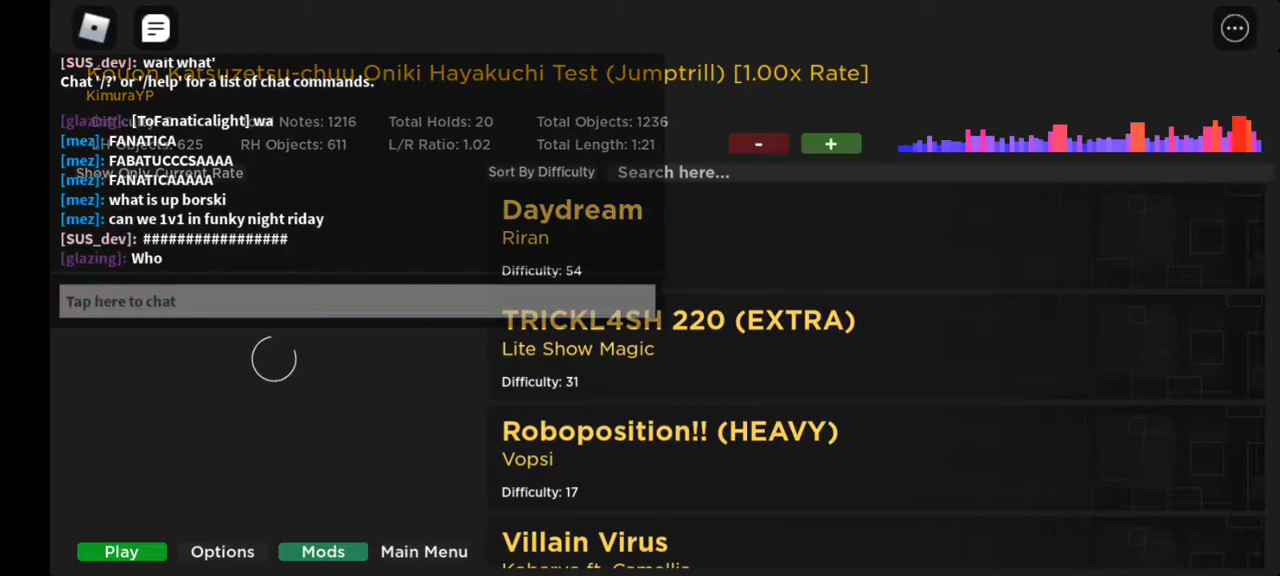 [SUS_dev]: wait what'
Kouon Katsuzetsu-chuu Oniki Hayakuchi Test (Jumptrill) [1.00x Rate]
Chat '/?' or '/help' for a list of chat commands.
KimuraYP
[glazing]: [ToFanaticalight] wa
Total Notes: 1216
Total Holds: 20
Total Objects: 1236
[mez]: FANATICA
LH Objects: 625
RH Objects: 611
L/R Ratio: 1.02
Total Length: 1:21
-
+
[mez]: FABATUCCCSAAAA
Show Only Current Rate
Sort By Difficulty
Search here...
[mez]: FANATICAAAAA
[mez]: what is up borski
[mez]: can we 1v1 in funky night riday
[SUS_dev]: #################
[glazing]: Who
Tap here to chat
Daydream
Riran
Difficulty: 54
TRICKL4SH 220 (EXTRA)
Lite Show Magic
Difficulty: 31
Roboposition!! (HEAVY)
Vopsi
Difficulty: 17
Villain Virus
Play
Options
Mods
Main Menu